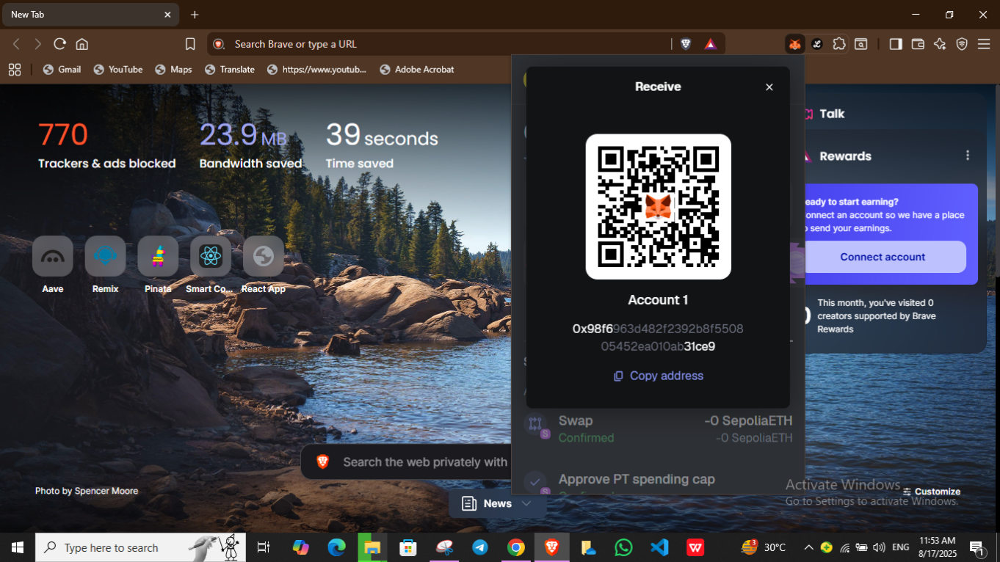 New Tab
Search Brave or type a URL
Gmail
YouTube
Maps
Translate
https://www.youtub...
Adobe Acrobat
770
Trackers & ads blocked
23.9 MB
Bandwidth saved
39 seconds
Time saved
Aave
Remix
Pinata
Smart Co...
React App
Receive
Account 1
0x98f6963d482f2392b8f5508
05452ea010ab31ce9
Copy address
Swap
-0 SepoliaETH
Confirmed
-0 SepoliaETH
S
Approve PT spending cap
S
Talk
Rewards
eady to start earning?
onnect an account so we have a place
send your earnings.
Connect account
This month, you've visited 0
creators supported by Brave
Rewards
Search the web privately with
Photo by Spencer Moore
News
Activate Windows
Go to Settings to activate Windows.
Customize
Type here to search
3
30°C
ENG
11:53 AM
8/17/2025
1